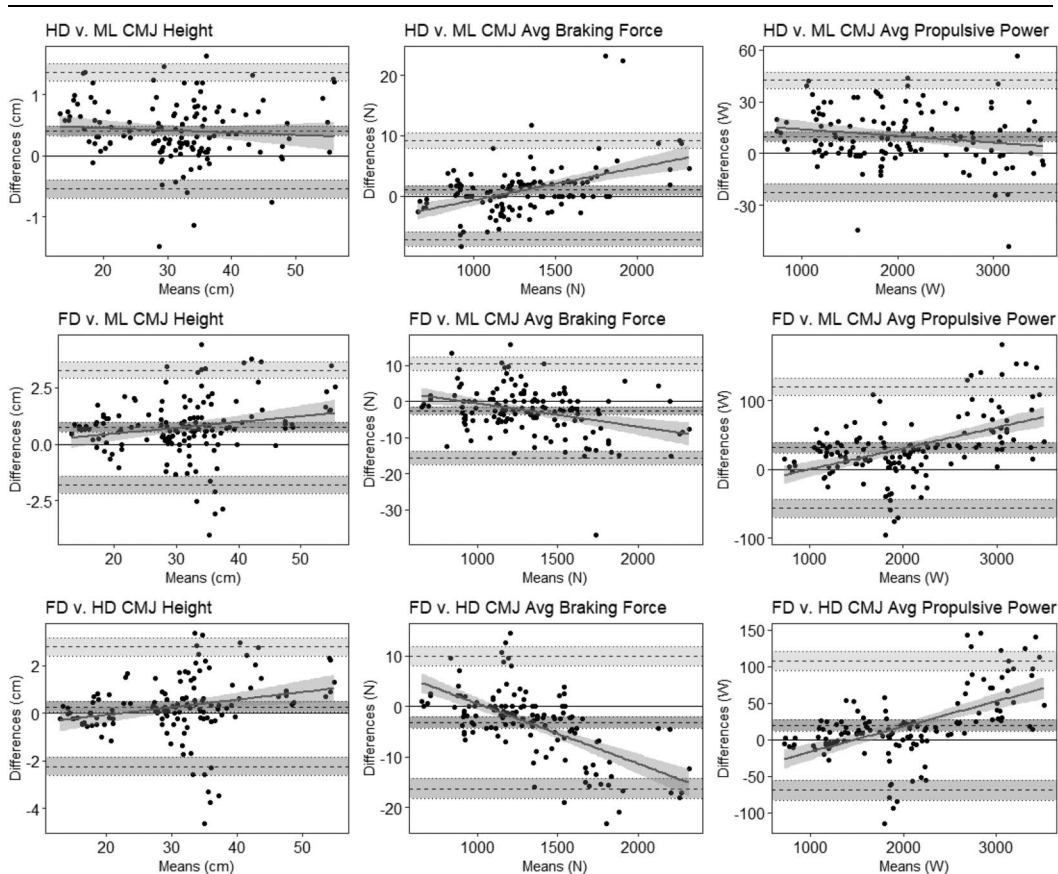 HD v. ML CMJ Height
HD v. ML CMJ Avg Braking Force
HD v. ML CMJ Avg Propulsive Power
Differences (cm)
1
0
-1
20 30 40 50
Means (cm)
Differences (N)
20
10
0
1000 1500 2000
Means (N)
Differences (W)
60
30
0
-30
1000 2000 3000
Means (W)
FD v. ML CMJ Height
FD v. ML CMJ Avg Braking Force
FD v. ML CMJ Avg Propulsive Power
Differences (cm)
2.5
0.0
-2.5
20 30 40 50
Means (cm)
Differences (N)
10
0
-10
-20
-30
1000 1500 2000
Means (N)
Differences (W)
100
0
-100
1000 2000 3000
Means (W)
FD v. HD CMJ Height
FD v. HD CMJ Avg Braking Force
FD v. HD CMJ Avg Propulsive Power
Differences (cm)
2
0
-2
-4
20 30 40 50
Means (cm)
Differences (N)
10
0
-10
-20
1000 1500 2000
Means (N)
Differences (W)
150
100
50
0
-50
-100
1000 2000 3000
Means (W)